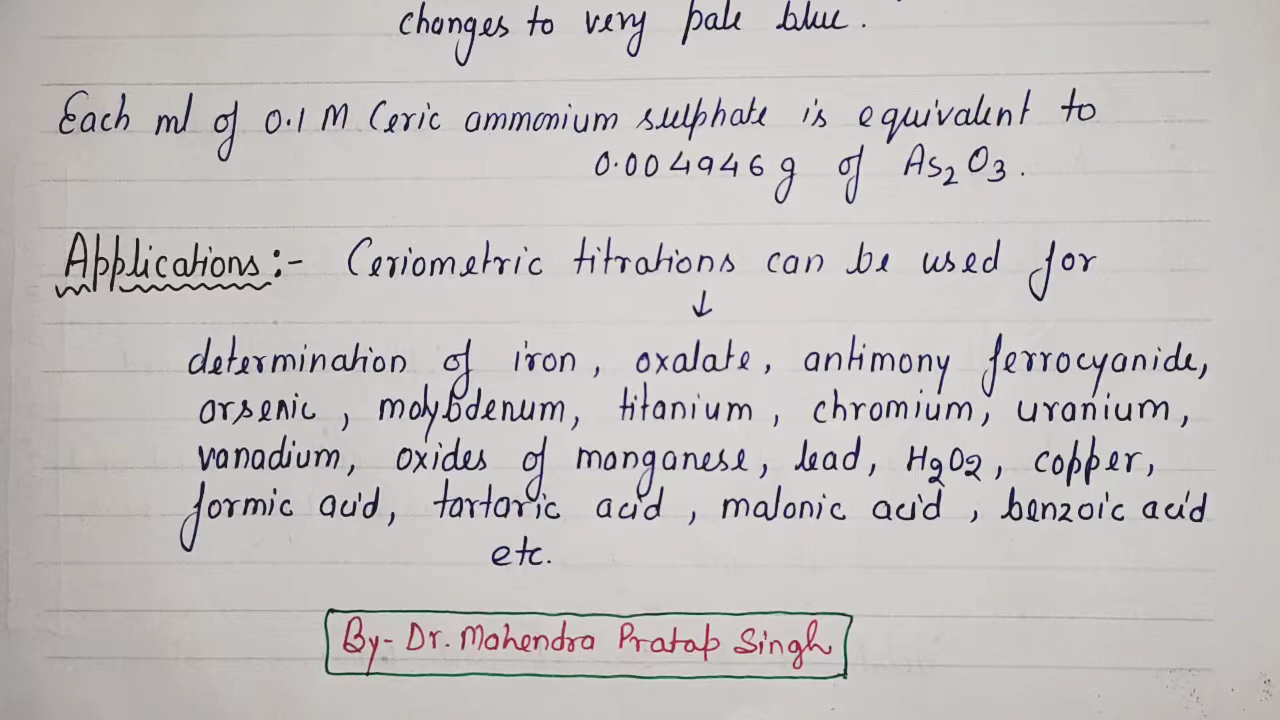 changes to very pale blue.
Each ml of 0.1 M Ceric ammonium sulphate is equivalent to
0.004946 g of As₂O₃.
Applications:- Ceriometric titrations can be used for
↓
determination of iron, oxalate, antimony ferrocyanide,
arsenic, molybdenum, titanium, chromium, uranium,
vanadium, oxides of manganese, lead, H₂O₂, copper,
formic acid, tartaric acid, malonic acid, benzoic acid
etc.
By- Dr. Mahendra Pratap Singh